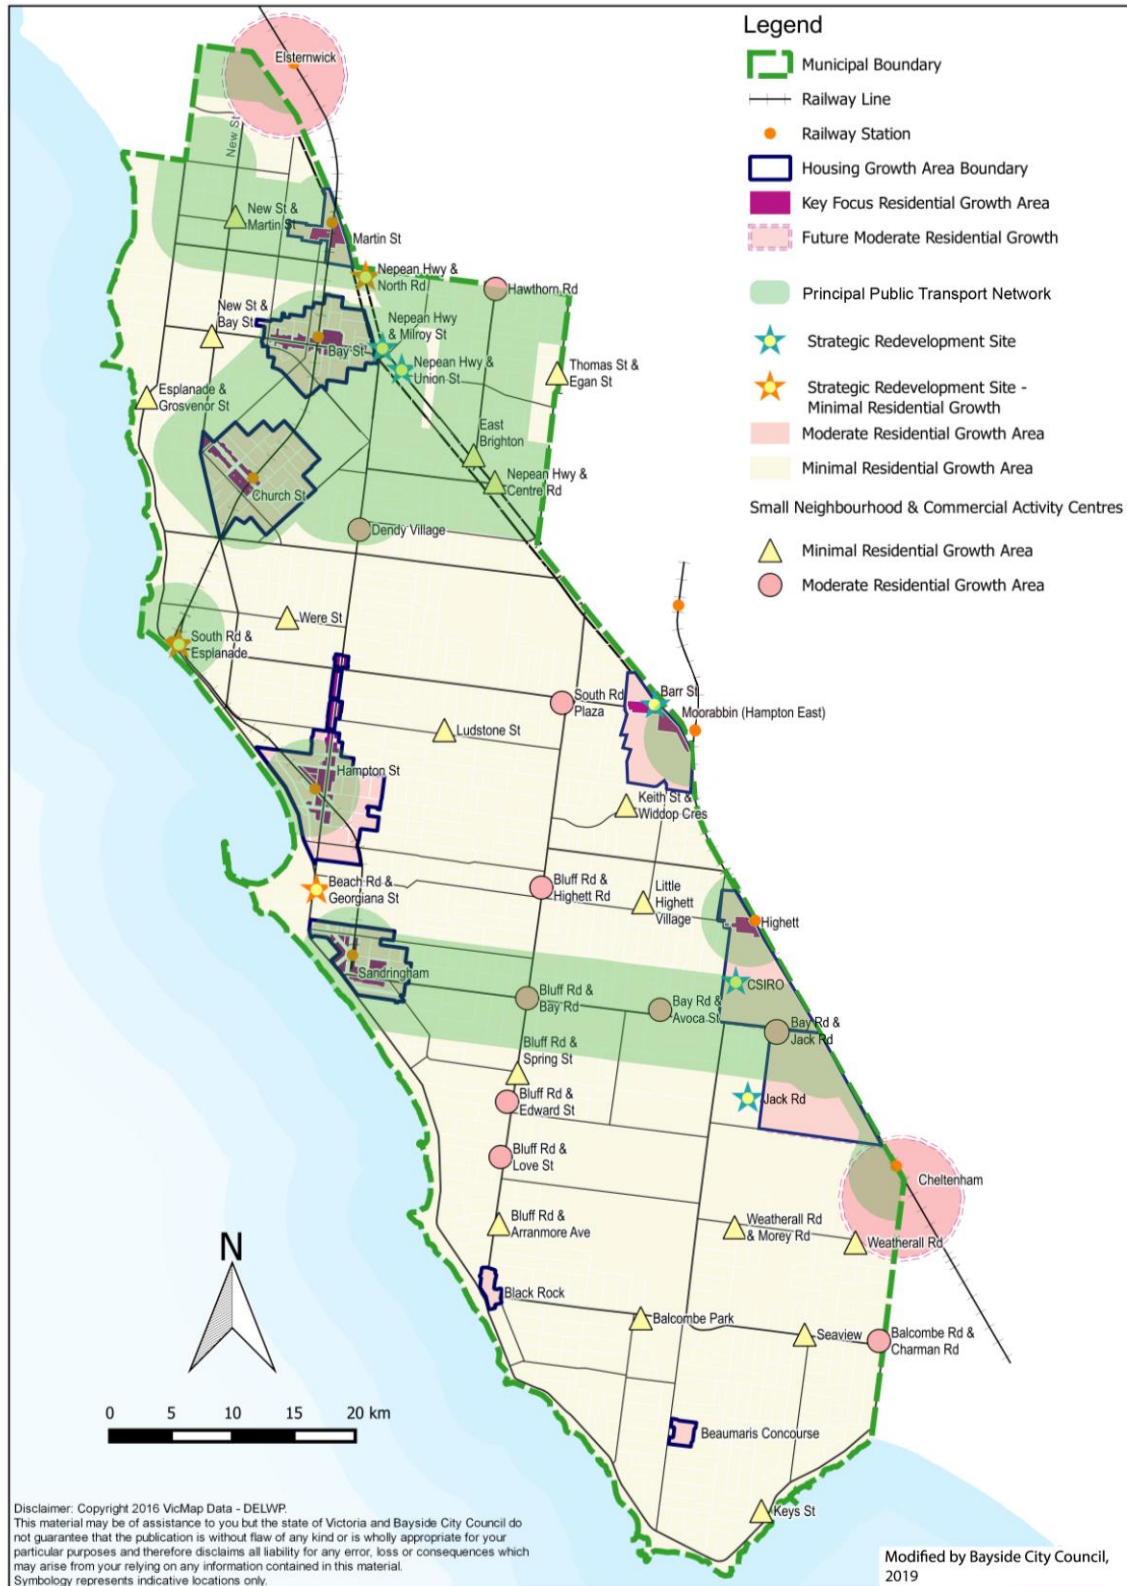 Legend
Municipal Boundary
Railway Line
Railway Station
Housing Growth Area Boundary
Key Focus Residential Growth Area
Future Moderate Residential Growth
Principal Public Transport Network
Strategic Redevelopment Site
Strategic Redevelopment Site -
Minimal Residential Growth
Moderate Residential Growth Area
Minimal Residential Growth Area
Small Neighbourhood & Commercial Activity Centres
Minimal Residential Growth Area
Moderate Residential Growth Area
Elsternwick
New St
New St &
Martin St
Martin St
Nepean Hwy &
North Rd
Hawthorn Rd
New St &
Bay St
Bay St
Nepean Hwy
& Milroy St
Nepean Hwy &
Union St
Thomas St &
Egan St
Esplanade &
Grosvenor St
East
Brighton
Nepean Hwy &
Centre Rd
Church St
Dendy Village
Were St
South Rd &
Esplanade
South Rd
Plaza
Barr St
Moorabbin (Hampton East)
Ludstone St
Hampton St
Keith St &
Widdop Cres
Beach Rd &
Georgiana St
Bluff Rd &
Highett Rd
Little
Highett
Village
Highett
Sandringham
CSIRO
Bluff Rd &
Bay Rd
Bay Rd &
Avoca St
Bay Rd &
Jack Rd
Bluff Rd &
Spring St
Bluff Rd &
Edward St
Jack Rd
Bluff Rd &
Love St
Cheltenham
Bluff Rd &
Arranmore Ave
Weatherall Rd
& Morey Rd
Weatherall Rd
Black Rock
Balcombe Park
Seaview
Balcombe Rd &
Charman Rd
Beaumaris Concourse
Keys St
N
0 5 10 15 20 km
Disclaimer: Copyright 2016 VicMap Data - DELWP.
This material may be of assistance to you but the state of Victoria and Bayside City Council do
not guarantee that the publication is without flaw of any kind or is wholly appropriate for your
particular purposes and therefore disclaims all liability for any error, loss or consequences which
may arise from your relying on any information contained in this material.
Symbology represents indicative locations only.
Modified by Bayside City Council,
2019